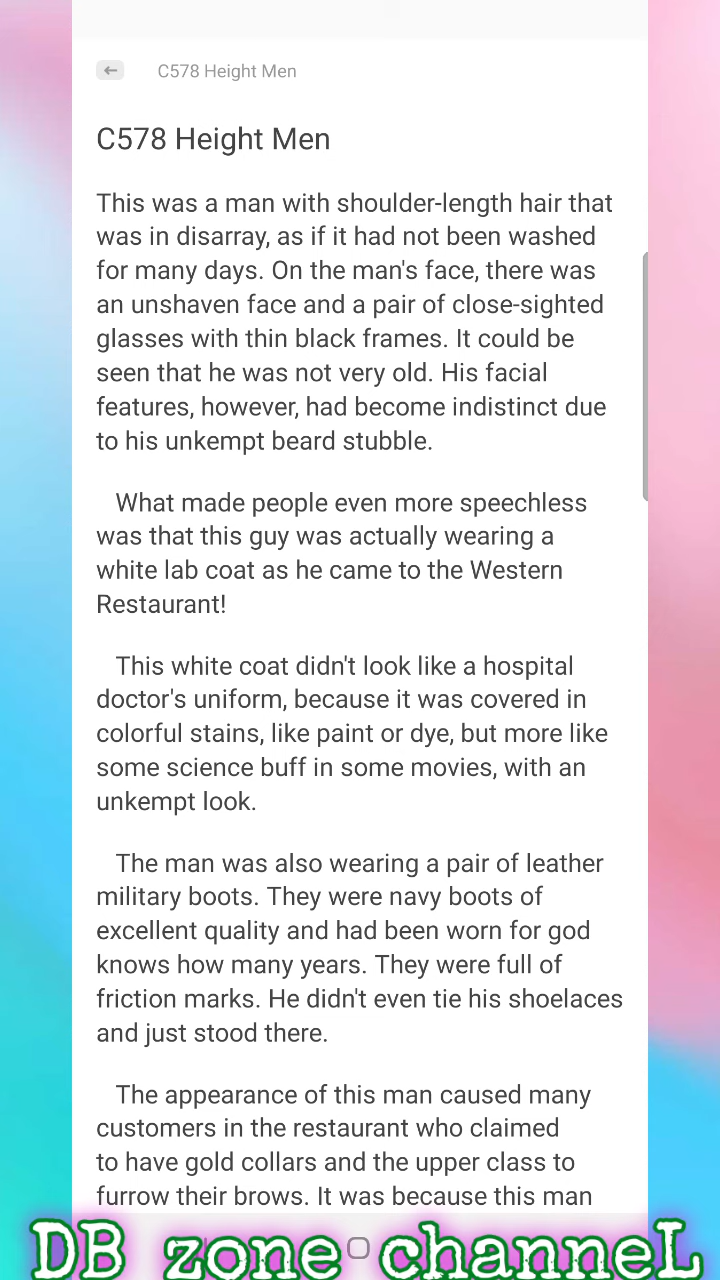 C578 Height Men
C578 Height Men
This was a man with shoulder-length hair that
was in disarray, as if it had not been washed
for many days. On the man's face, there was
an unshaven face and a pair of close-sighted
glasses with thin black frames. It could be
seen that he was not very old. His facial
features, however, had become indistinct due
to his unkempt beard stubble.
What made people even more speechless
was that this guy was actually wearing a
white lab coat as he came to the Western
Restaurant!
This white coat didn't look like a hospital
doctor's uniform, because it was covered in
colorful stains, like paint or dye, but more like
some science buff in some movies, with an
unkempt look.
The man was also wearing a pair of leather
military boots. They were navy boots of
excellent quality and had been worn for god
knows how many years. They were full of
friction marks. He didn't even tie his shoelaces
and just stood there.
The appearance of this man caused many
customers in the restaurant who claimed
to have gold collars and the upper class to
furrow their brows. It was because this man
DB zone channeL